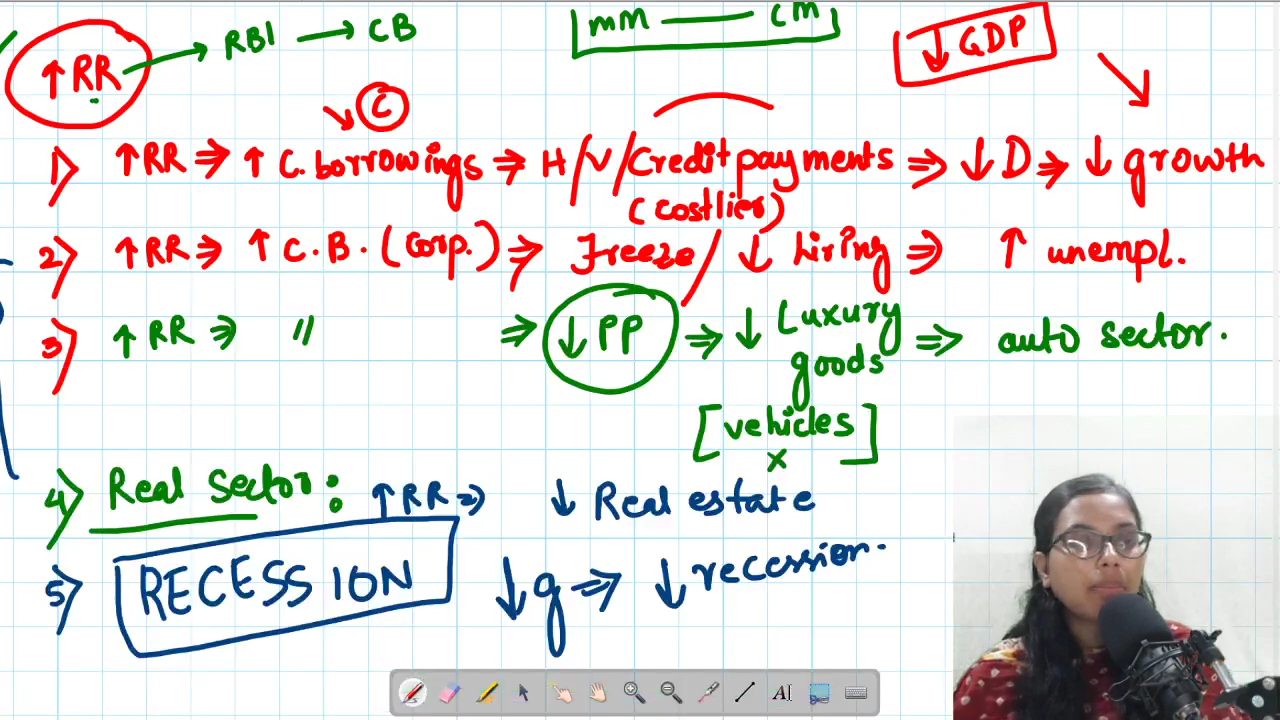 ↑ RR → RBI → CB
MM — CM
↓ GDP
↘ C
1) ↑ RR ⇒ ↑ C. borrowings ⇒ H/V/Credit payments ⇒ ↓ D ⇒ ↓ growth
(costlier)
2) ↑ RR ⇒ ↑ C.B. (Corp.) ⇒ Freeze / ↓ hiring ⇒ ↑ unempl.
3) ↑ RR ⇒ " ⇒ ↓ PP ⇒ ↓ Luxury goods ⇒ auto sector.
[vehicles]
x
4) Real Sector: ↑ RR ⇒ ↓ Real estate
5) RECESSION ↓ g ⇒ ↓ recession.
AI